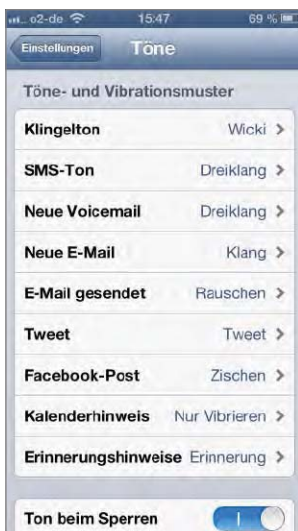 o2-de 15:47 69 %
Einstellungen Töne
Töne- und Vibrationsmuster
Klingelton Wicki
SMS-Ton Dreiklang
Neue Voicemail Dreiklang
Neue E-Mail Klang
E-Mail gesendet Rauschen
Tweet Tweet
Facebook-Post Zischen
Kalenderhinweis Nur Vibrieren
Erinnerungshinweise Erinnerung
Ton beim Sperren